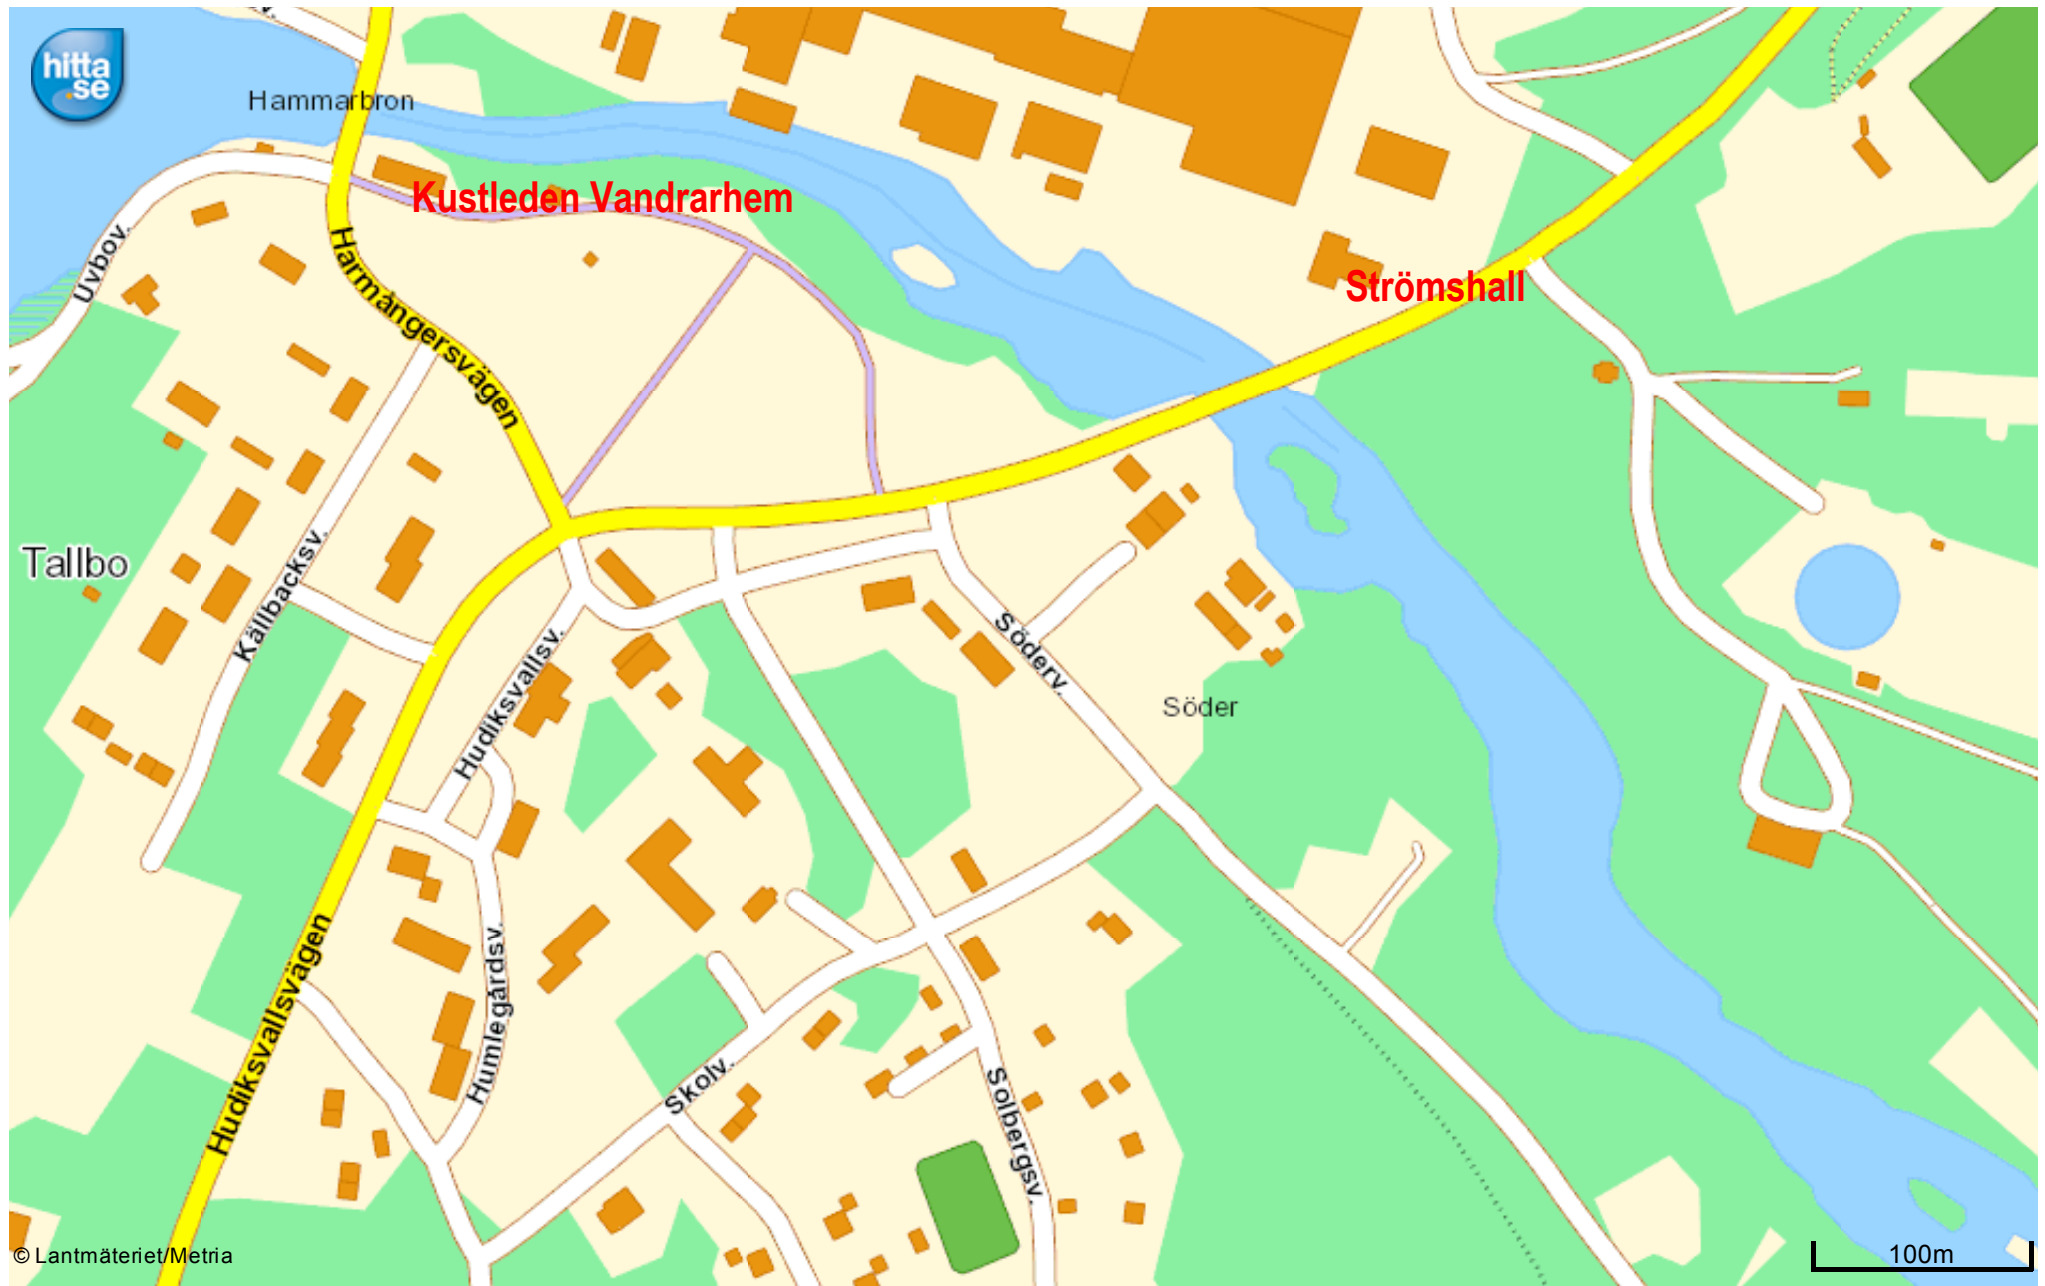 v.
hitta
.se
Hammarbron
Kustleden Vandrarhem
Uvbov.
Harmångersvägen
Strömshall
Tallbo
Källbacksv.
Hudiksvallsv.
Söderv.
Söder
Hudiksvallsvägen
Humlegårdsv.
Skolv.
Solbergsv.
© Lantmäteriet/Metria
100m